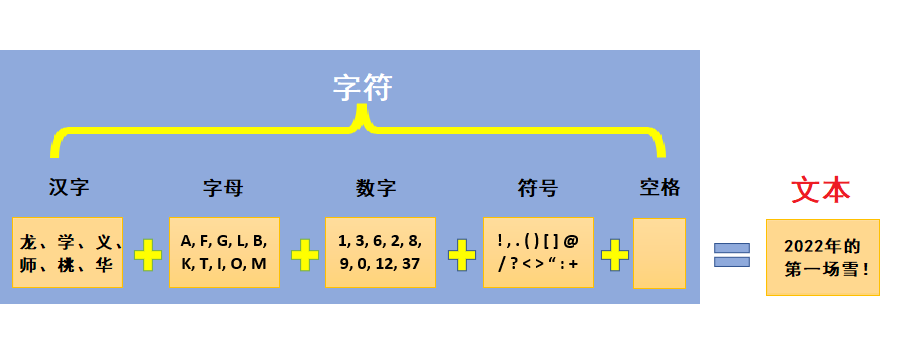 字符
汉字
字母
数字
符号
空格
文本
龙、学、义、
师、桃、华
A, F, G, L, B,
K, T, I, O, M
1, 3, 6, 2, 8,
9, 0, 12, 37
! , . ( ) [ ] @
/ ? < > “ : +
2022年的
第一场雪！